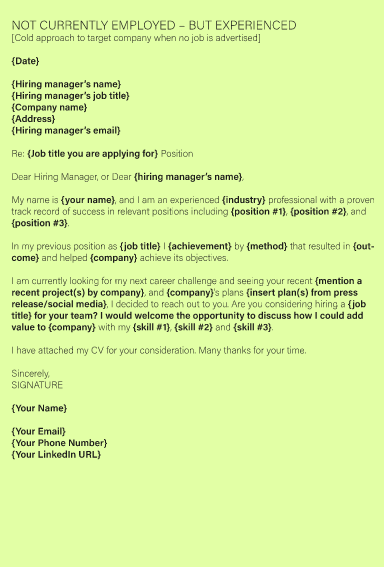 NOT CURRENTLY EMPLOYED – BUT EXPERIENCED
[Cold approach to target company when no job is advertised]
{Date}
{Hiring manager's name}
{Hiring manager's job title}
{Company name}
{Address}
{Hiring manager's email}
Re: {Job title you are applying for} Position
Dear Hiring Manager, or Dear {hiring manager's name},
My name is {your name}, and I am an experienced {industry} professional with a proven
track record of success in relevant positions including {position #1}, {position #2}, and
{position #3}.
In my previous position as {job title} I {achievement} by {method} that resulted in {out-
come} and helped {company} achieve its objectives.
I am currently looking for my next career challenge and seeing your recent {mention a
recent project(s) by company}, and {company}'s plans {insert plan(s) from press
release/social media}, I decided to reach out to you. Are you considering hiring a {job
title} for your team? I would welcome the opportunity to discuss how I could add
value to {company} with my {skill #1}, {skill #2} and {skill #3}.
I have attached my CV for your consideration. Many thanks for your time.
Sincerely,
SIGNATURE
{Your Name}
{Your Email}
{Your Phone Number}
{Your LinkedIn URL}